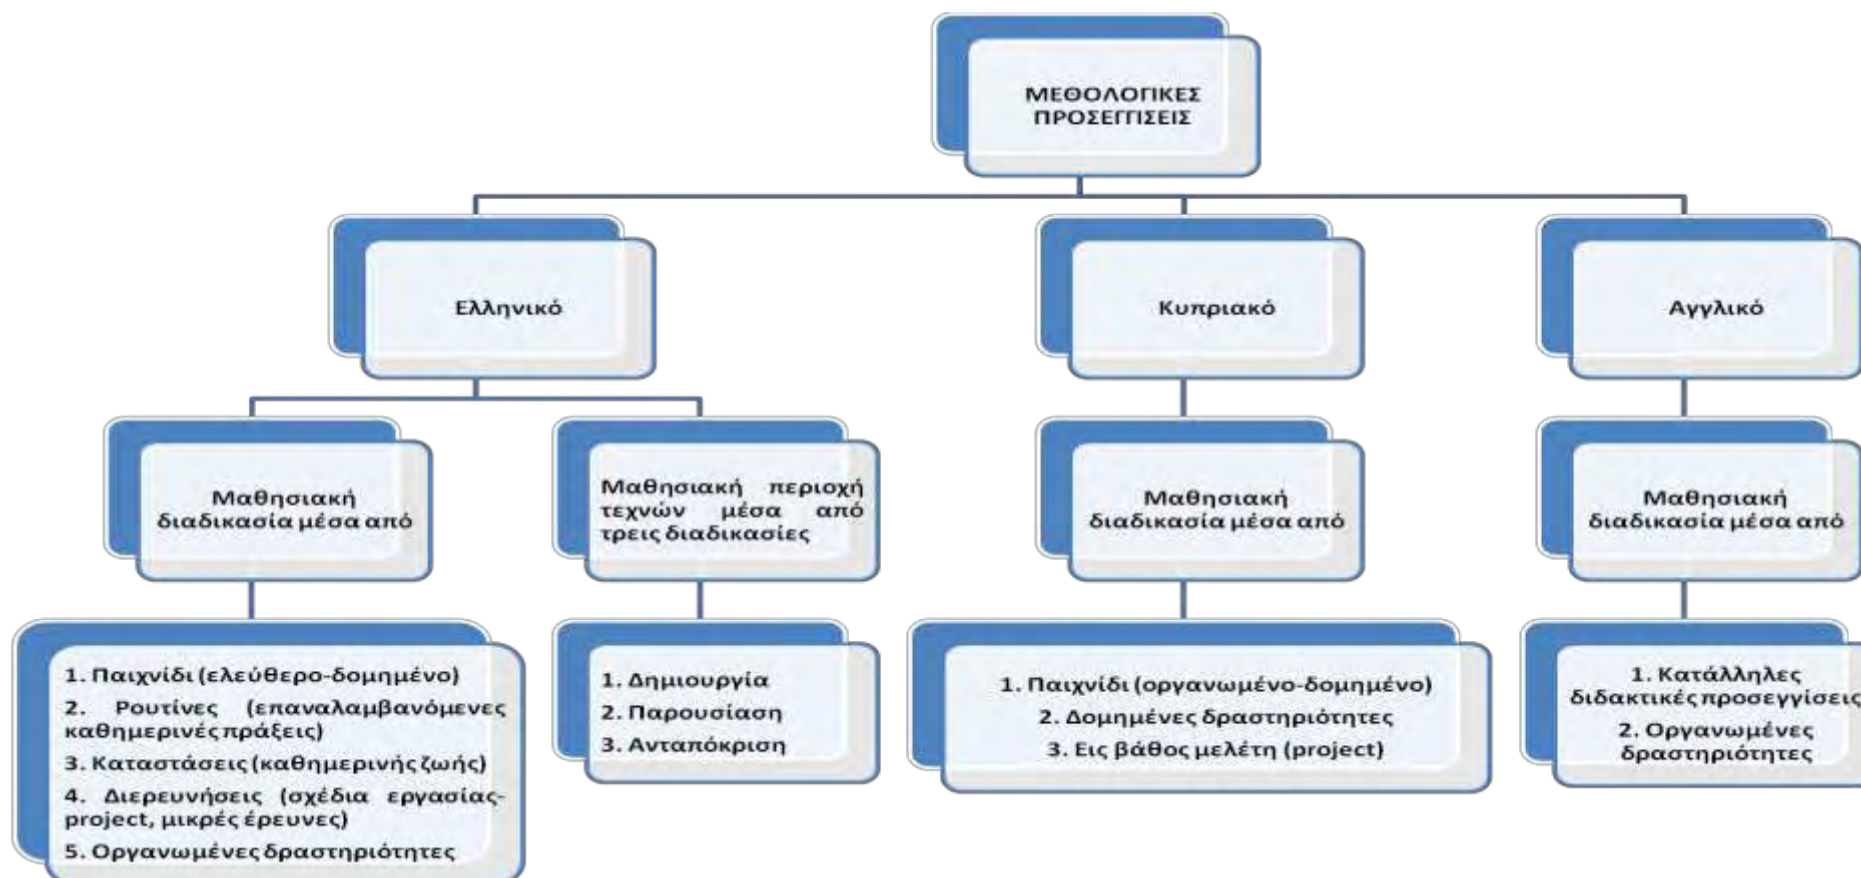 ΜΕΘΟΛΟΓΙΚΕΣ
ΠΡΟΣΕΓΓΙΣΕΙΣ
Ελληνικό
Κυπριακό
Αγγλικό
Μαθησιακή
διαδικασία μέσα από
Μαθησιακή περιοχή
τεχνών μέσα από
τρεις διαδικασίες
Μαθησιακή
διαδικασία μέσα από
Μαθησιακή
διαδικασία μέσα από
1. Παιχνίδι (ελεύθερο-δομημένο)
2. Ρουτίνες (επαναλαμβανόμενες
καθημερινές πράξεις)
3. Καταστάσεις (καθημερινής ζωής)
4. Διερευνήσεις (σχέδια εργασίας-
project, μικρές έρευνες)
5. Οργανωμένες δραστηριότητες
1. Δημιουργία
2. Παρουσίαση
3. Ανταπόκριση
1. Παιχνίδι (οργανωμένο-δομημένο)
2. Δομημένες δραστηριότητες
3. Εις βάθος μελέτη (project)
1. Κατάλληλες
διδακτικές προσεγγίσεις
2. Οργανωμένες
δραστηριότητες